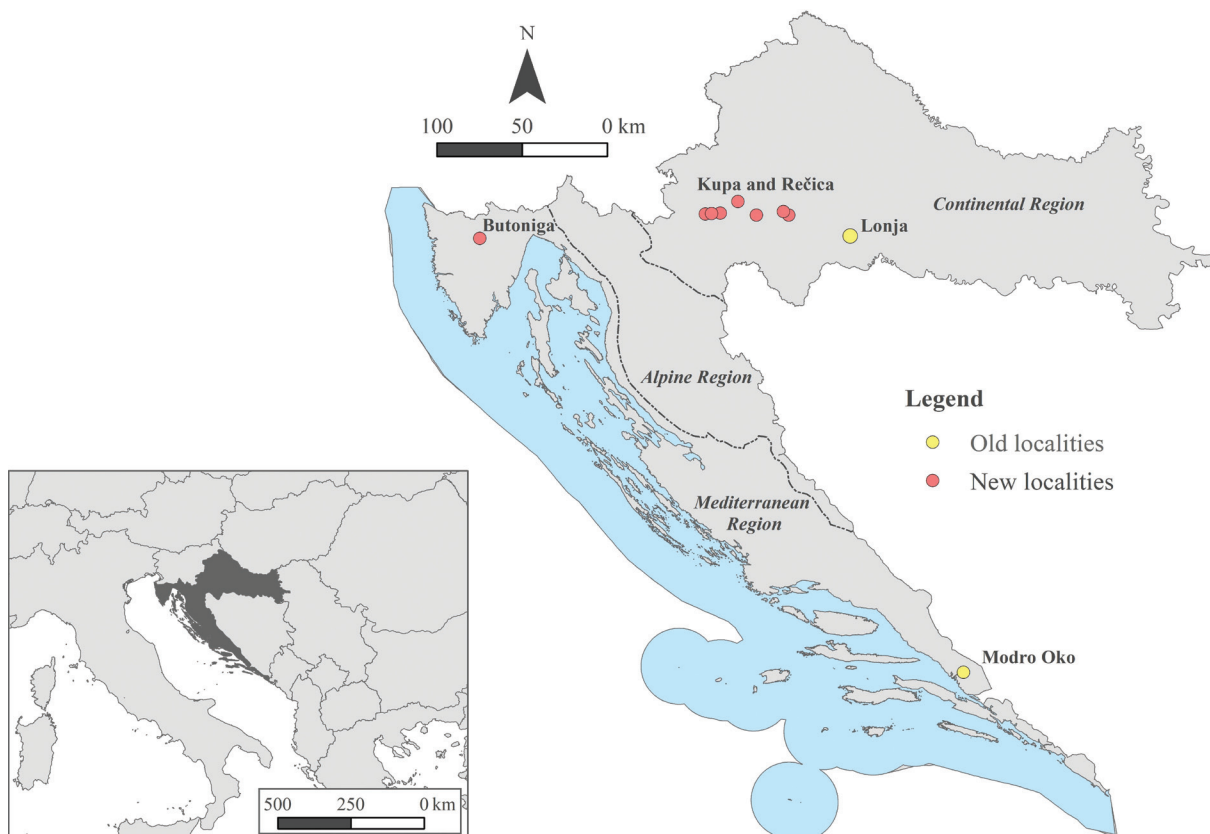 N
100 50 0 km
Kupa and Rečica
Continental Region
Butoniga
Lonja
Alpine Region
Legend
Old localities
New localities
Mediterranean
Region
Modro Oko
500 250 0 km